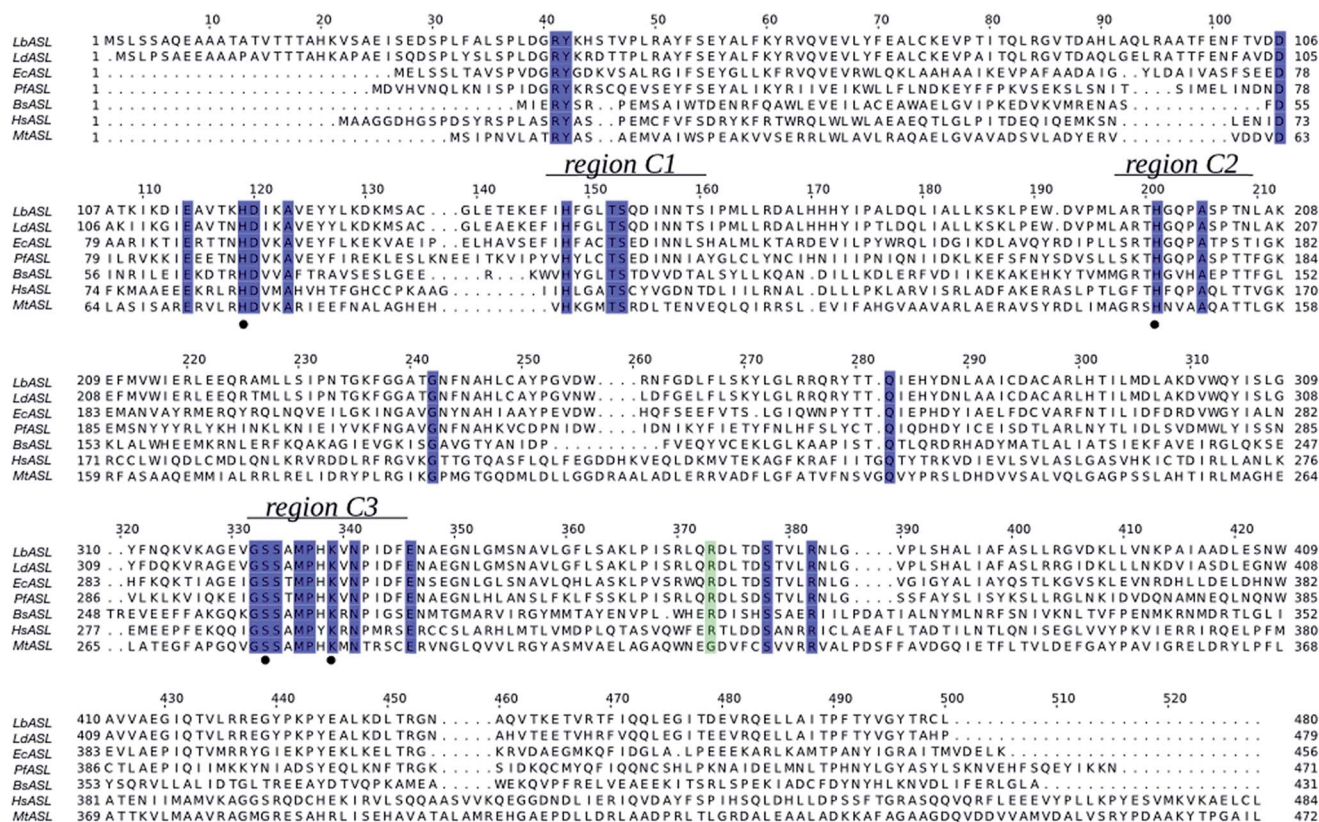 10 20 30 40 50 60 70 80 90 100
LbASL 1 MSLSSAQEAAATATVTTTAHKVSAEISEDSPLFALSPLDGRYKHSTVPLRAYFSEYALFKYRVQVEVLYFEALCKEVPTITQLRGVTDAHLAQLRAATFENFTVDD 106
LdASL 1 .MSLPSAEEAAAPAVTTTAHKAPAEISQDSPLYSLSPLDGRYKRDTTPLRAYFSEYALFKYRVQVEVLYFEALCKEVPAITQLRGVTDAQLGELRATTFENFAVDD 105
EcASL 1 ...........................MELSSLTAVSPVDGRYGDKVSALRGIFSEYGLLKFRVQVEVRWLQKLAAHAAIKEVPAFAADAIG.YLDAIVASFSEED 78
PfASL 1 .........................MDVHVNQLKNISPIDGRYKSCQEVSEYFSEYALIKYRIIVEIKWLLFLNDKEYFFPKVSEKSLSNIT...SIMELINDND 78
BsASL 1 ......................................MIERYSR..PEMSAIWTDENRFQAWLEVEILACEAWAELGVIPKEDVKVMRENAS............FD 55
HsASL 1 .....................MAAGGDHGSPDSYRSPLASRYAS..PEMCFVFSDRYKFRTWRQLWLWLAEAEQTLGLPITDEQIQEMKSN...........LENID 73
MtASL 1 ................................MSIPNVLATRYAS..AEMVAIWSPEAKVVSERRLWLAVLRAQAELGVAVADSVLADYERV..........VDDVD 63
region C1 region C2
110 120 130 140 150 160 170 180 190 200 210
LbASL 107 ATKIKDIEAVTKHDIKAVEYYLKDKMSAC...GLETEKEFIHFGLTSQDINNTSIPMLLRDALHHHYIPALDQLIALLKSKLPEW.DVPMLARTHGQPASPTNLAK 208
LdASL 106 AKIIKGIEAVTNHDIKAVEYYLKDKMSAC...GLEAEKEFIHFGLTSQDINNTSIPMLIRDALHHHYIPTLDQLIALLKSKLPEW.DVPMLARTHGQPASPTNLAK 207
EcASL 79 AARIKTIERTTNHDVKAVEYFLKEKVAEIP..ELHAVSEFIHFACTSEDINNLSHALMLKTARDEVILPYWRQLIDGIKDLAVQYRDIPLLSRTHGQPATPSTIGK 182
PfASL 79 ILRVKKIEEETNHDVKAVEYFIREKLESLKNEEITKVIPYVHYLCTSEDINNIAYGLCLYNCIHNIIIPNIQNIIDKLKEFSFNYSDVSLLSKTHGQPATPTTFGK 184
BsASL 56 INRILEIEKDTRHDVVAFTRAVSESLGEE....R...KWVHYGLTSTDVVDTALSYLLKQAN.DILLKDLERFVDIIKEKAKEHKYTVMMGRTHGVHAEPTTFGL 152
HsASL 74 FKMAAEEEKRLRHDVMAHVHTFGHCCPKAAG.........IIHLGATSCYVGDNTDLIILRNAL.DLLLPKLARVISRLADFAKERASLPTLGFTHFQPAQLTTVGK 170
MtASL 64 LASISARERVLRHDVKARIEEFNALAGHEH..........VHKGMTSRDLTENVEQLQIRRSL.EVIFAHGVAAVARLAERAVSYRDLIMAGRSHNVAAQATTLGK 158
220 230 240 250 260 270 280 290 300 310
LbASL 209 EFMVWIERLEEQRAMLLSIPNTGKFGGATGNFNAHLCAYPGVDW...RNFGDLFLSKYLGLRRQRYTT.QIEHYDNLAAICDACARLHTILMDLAKDVWQYISLG 309
LdASL 208 EFMVWIERLEEQRTMLLSIPNTGKFGGATGNFNAHLCAYPGVNW...LDFGELFLSKYLGLRRQRYTT.QIEHYDNLAAICDACARLHTILMDLAKDVWQYISLG 308
EcASL 183 EMANVAYRMERQYRQLNQVEILGKINGAVGNYNAHIAAYPEVDW...HQFSEEFVTS.LGIQWNPYTT.QIEPHDYIAELFDCVARFNTILIDFDRDVWGYIALN 282
PfASL 185 EMSNYYYRLYKHINKLKNIEIYVKFNGAVGNFNAHKVCDPNIDW...IDNIKYFIETYFNLHFSLYCT.QIQDHDYICEISDTLARLNYTLIDLSVDMWLYISSN 285
BsASL 153 KLALWHEEMKRNLERFKQAKAGIEVGKISGAVGTYANIDP..........FVEQYVCEKLGLKAAPIST.QTLQRDRHADYMATLALIATSIEKFAVEIRGLQKSE 247
HsASL 171 RCCLWIQDLCMDLQNLKRVRDDLRFRGVKGTTGTQASFLQLFEGDDHKVEQLDKMVTEKAGFKRAFIITGQTYTRKVDIEVLSVLASLGASVHKICTDIRLLANLK 276
MtASL 159 RFASAAQEMMIALRRLRELIDRYPLRGIKGPMGTGQDMLDLLGGDRAALADLERRVADFLGFATVFNSVGQVYPRSLDHDVVSALVQLGAGPSSLAHTIRLMAGHE 264
region C3
320 330 340 350 360 370 380 390 400 410 420
LbASL 310 ..YFNQKVKAGEVGSSAMPHKVNPIDFENAEGNLGMSNAVLGFLSAKLPISRLQRDLTDSTVLRNLG....VPLSHALIAFASLLRGVDKLLVNKPAIAADLESNW 409
LdASL 309 ..YFDQKVRAGEVGSSAMPHKVNPIDFENAEGNLGMSNAVLGFLSAKLPISRLQRDLTDSTVLRNLG....VPLSHALIAFASLRRGIDKLLLNKDVIASDLEGNW 408
EcASL 283 ..HFKQKTIAGEIGSSTMPHKVNPIDFENSEGNLGLSNAVLQHLASKLPVSRWQRDLTDSTVLRNLG....VGIGYALIAYQSTLKGVSKLEVNRDHLLDELDHNW 382
PfASL 286 ..VLKLKVIQKEIGSSTMPHKVNPIDFENAEGNLHLANSLFKLFSSKLPISRLQRDLSDSTVLRNIG....SSFAYSLISYKSLLRGLNKIDVDQNAMNEQLNQNW 385
BsASL 248 TREVEEFFAKGQKGSSAMPHKRNPIGSENMTGMARVIRGYMMTAYENVPL.WHERDISHSSAERIILPDATIALNYMLNRFSNIVKNLTVFPENMKRNMDRTLGLI 352
HsASL 277 ..EMEEPFEKQQIGSSAMPYKRNPMRSERCCSLARHLMTLVMDPLQTASVQWFERTLDDSANRRICLAEAFLTADTILNTLQNISEGLVVYPKVIERRIRQELPFM 380
MtASL 265 ..LATEGFAPGQVGSSAMPHKMNTRSCERVNGLQVVLRGYASMVAELAGAQWNEGDVFCSVVRRVALPDSFFAVDGQIETFLTVLDEFGAYPAVIGRELDRYLPFL 368
430 440 450 460 470 480 490 500 510 520
LbASL 410 AVVAEGIQTVLRREGYPKPYEALKDLTRGN.....AQVTKETVRTFIQQLEGITDEVRQELLAITPFTYVGYTRCL............................ 480
LdASL 409 AVVAEGIQTVLRREGYPKPYEALKDLTRGN.....AHVTEETVHRFVQQLEGITEEVRQELLAITPFTYVGYTAHP............................ 479
EcASL 383 EVLAEPIQTVMRRYGIEKPYEKLKELTRG......KRVDAEGMKQFIDGLA.LPEEEKARLKAMTPANYIGRAITMVDELK....................... 456
PfASL 386 CTLAEPIQIIMKKYNIADSYEQLKNFTRGK.....SIDKQCMYQFIQQNCSHLPKNAIDELMNLTPHNYLGYASYLSKNVEHFSQEYIKKN............. 471
BsASL 353 YSQRVLLALIDTGLTREEAYDTVQPKAMEA.....WEKQVPFRELVEAEEKITSRLSPEKIADCFDYNYHLKNVDLIFERLGLA.................... 431
HsASL 381 ATENIIMAMVKAGGSRQDCHEKIRVLSQQAASVVKQEGGDNDLIERIQVDAYFSPIHSQLDHLLDPSSFTGRASQQVQRFLEEEVYPLLKPYESVMKVKAELCL 484
MtASL 369 ATTKVLMAAVRAGMGRESAHRLISEHAVATALAMREHGAEPDLLDRLAADPRLTLGRDALEAALADKKAFAGAAGDQVDDVVAMVDALVSRYPDAAKYTPGAIL 472